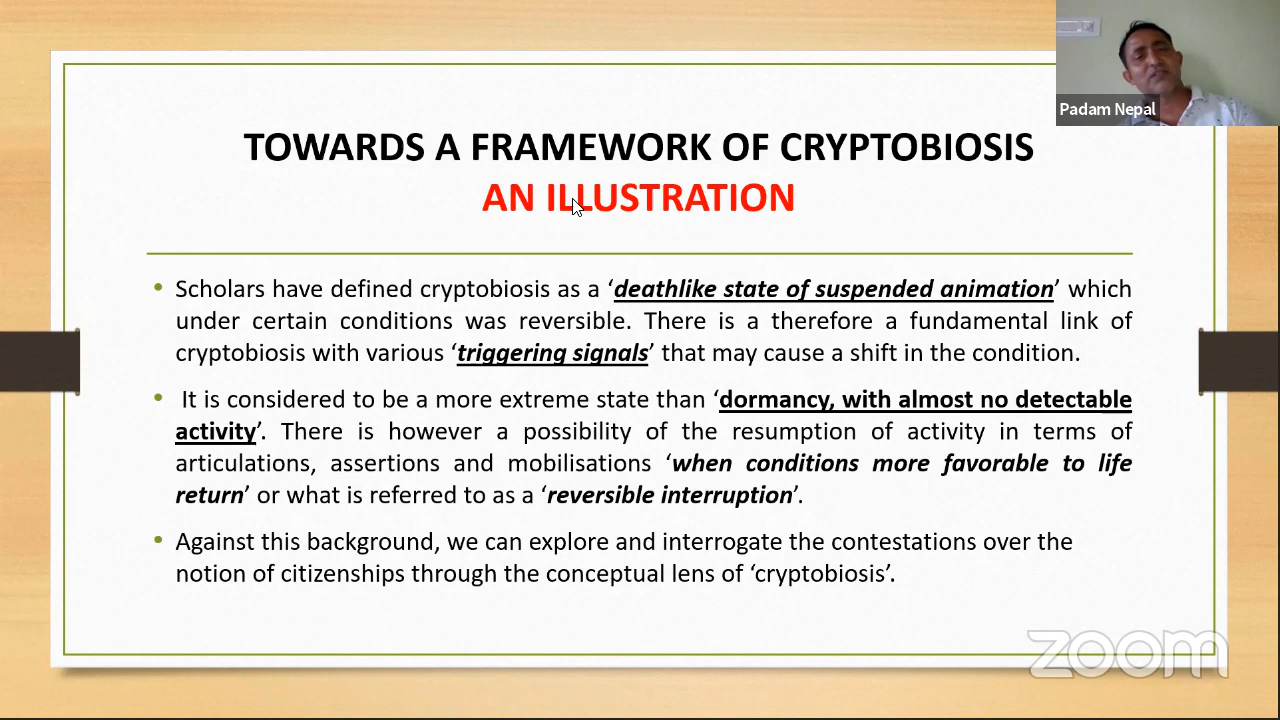 Padam Nepal
TOWARDS A FRAMEWORK OF CRYPTOBIOSIS
AN ILLUSTRATION
• Scholars have defined cryptobiosis as a ‘deathlike state of suspended animation’ which
under certain conditions was reversible. There is a therefore a fundamental link of
cryptobiosis with various ‘triggering signals’ that may cause a shift in the condition.
• It is considered to be a more extreme state than ‘dormancy, with almost no detectable
activity’. There is however a possibility of the resumption of activity in terms of
articulations, assertions and mobilisations ‘when conditions more favorable to life
return’ or what is referred to as a ‘reversible interruption’.
• Against this background, we can explore and interrogate the contestations over the
notion of citizenships through the conceptual lens of ‘cryptobiosis’.
zoom